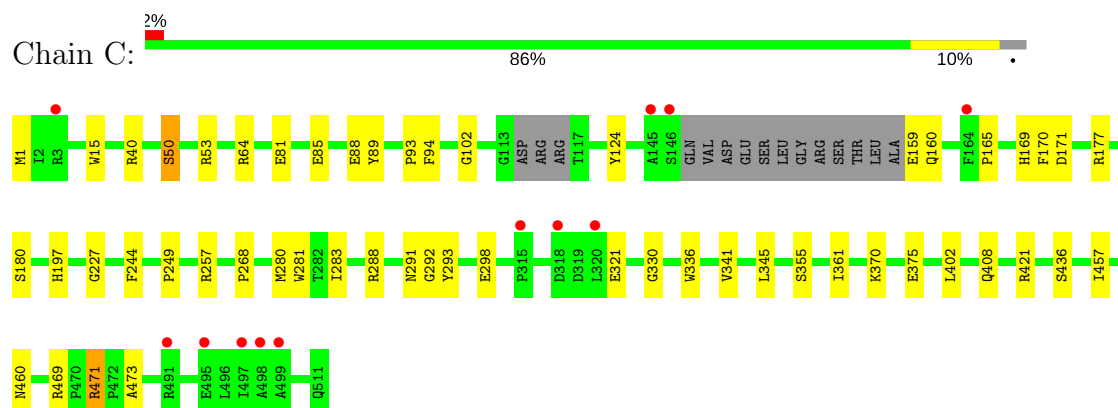 2%
Chain C:
86% 10% •
M1 I2 R3 W15 R40 S50 R53 R64 E81 E85 E88 Y89 P93 F94 G102 G113 ASP ARG ARG T117 Y124 A145 S146 GLN VAL ASP GLU SER LEU GLY ARG SER THR LEU ALA E159 Q160 F164 P165 H169 F170 D171 R177
S180 H197 G227 F244 P249 R257 P268 M280 W281 T282 I283 R288 N291 G292 Y293 E298 P315 D318 D319 L320 E321 G330 W336 V341 L345 S355 I361 K370 E375 L402 Q408 R421 S436 I457
N460 R469 P470 R471 P472 A473 R491 E495 L496 I497 A498 A499 Q511